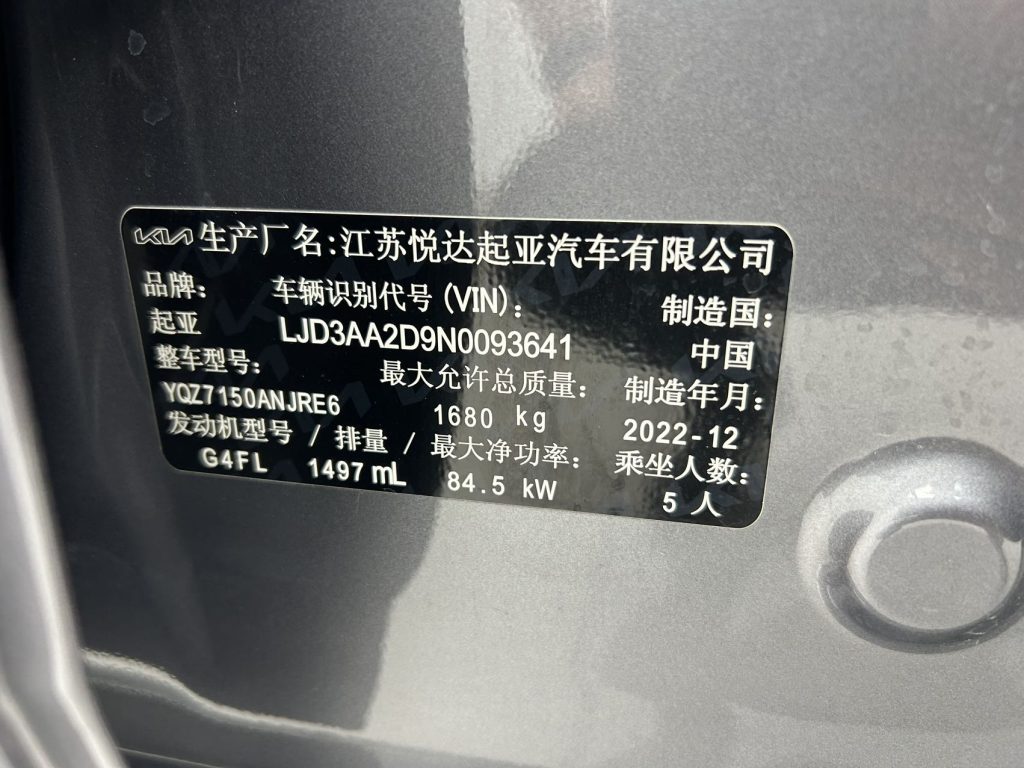 KIA 生产厂名:江苏悦达起亚汽车有限公司
品牌: 车辆识别代号(VIN): 制造国:
起亚 LJD3AA2D9N0093641 中国
整车型号: 最大允许总质量: 制造年月:
YQZ7150ANJRE6 1680 kg 2022-12
发动机型号 / 排量 / 最大净功率: 乘坐人数:
G4FL 1497 mL 84.5 kW 5 人